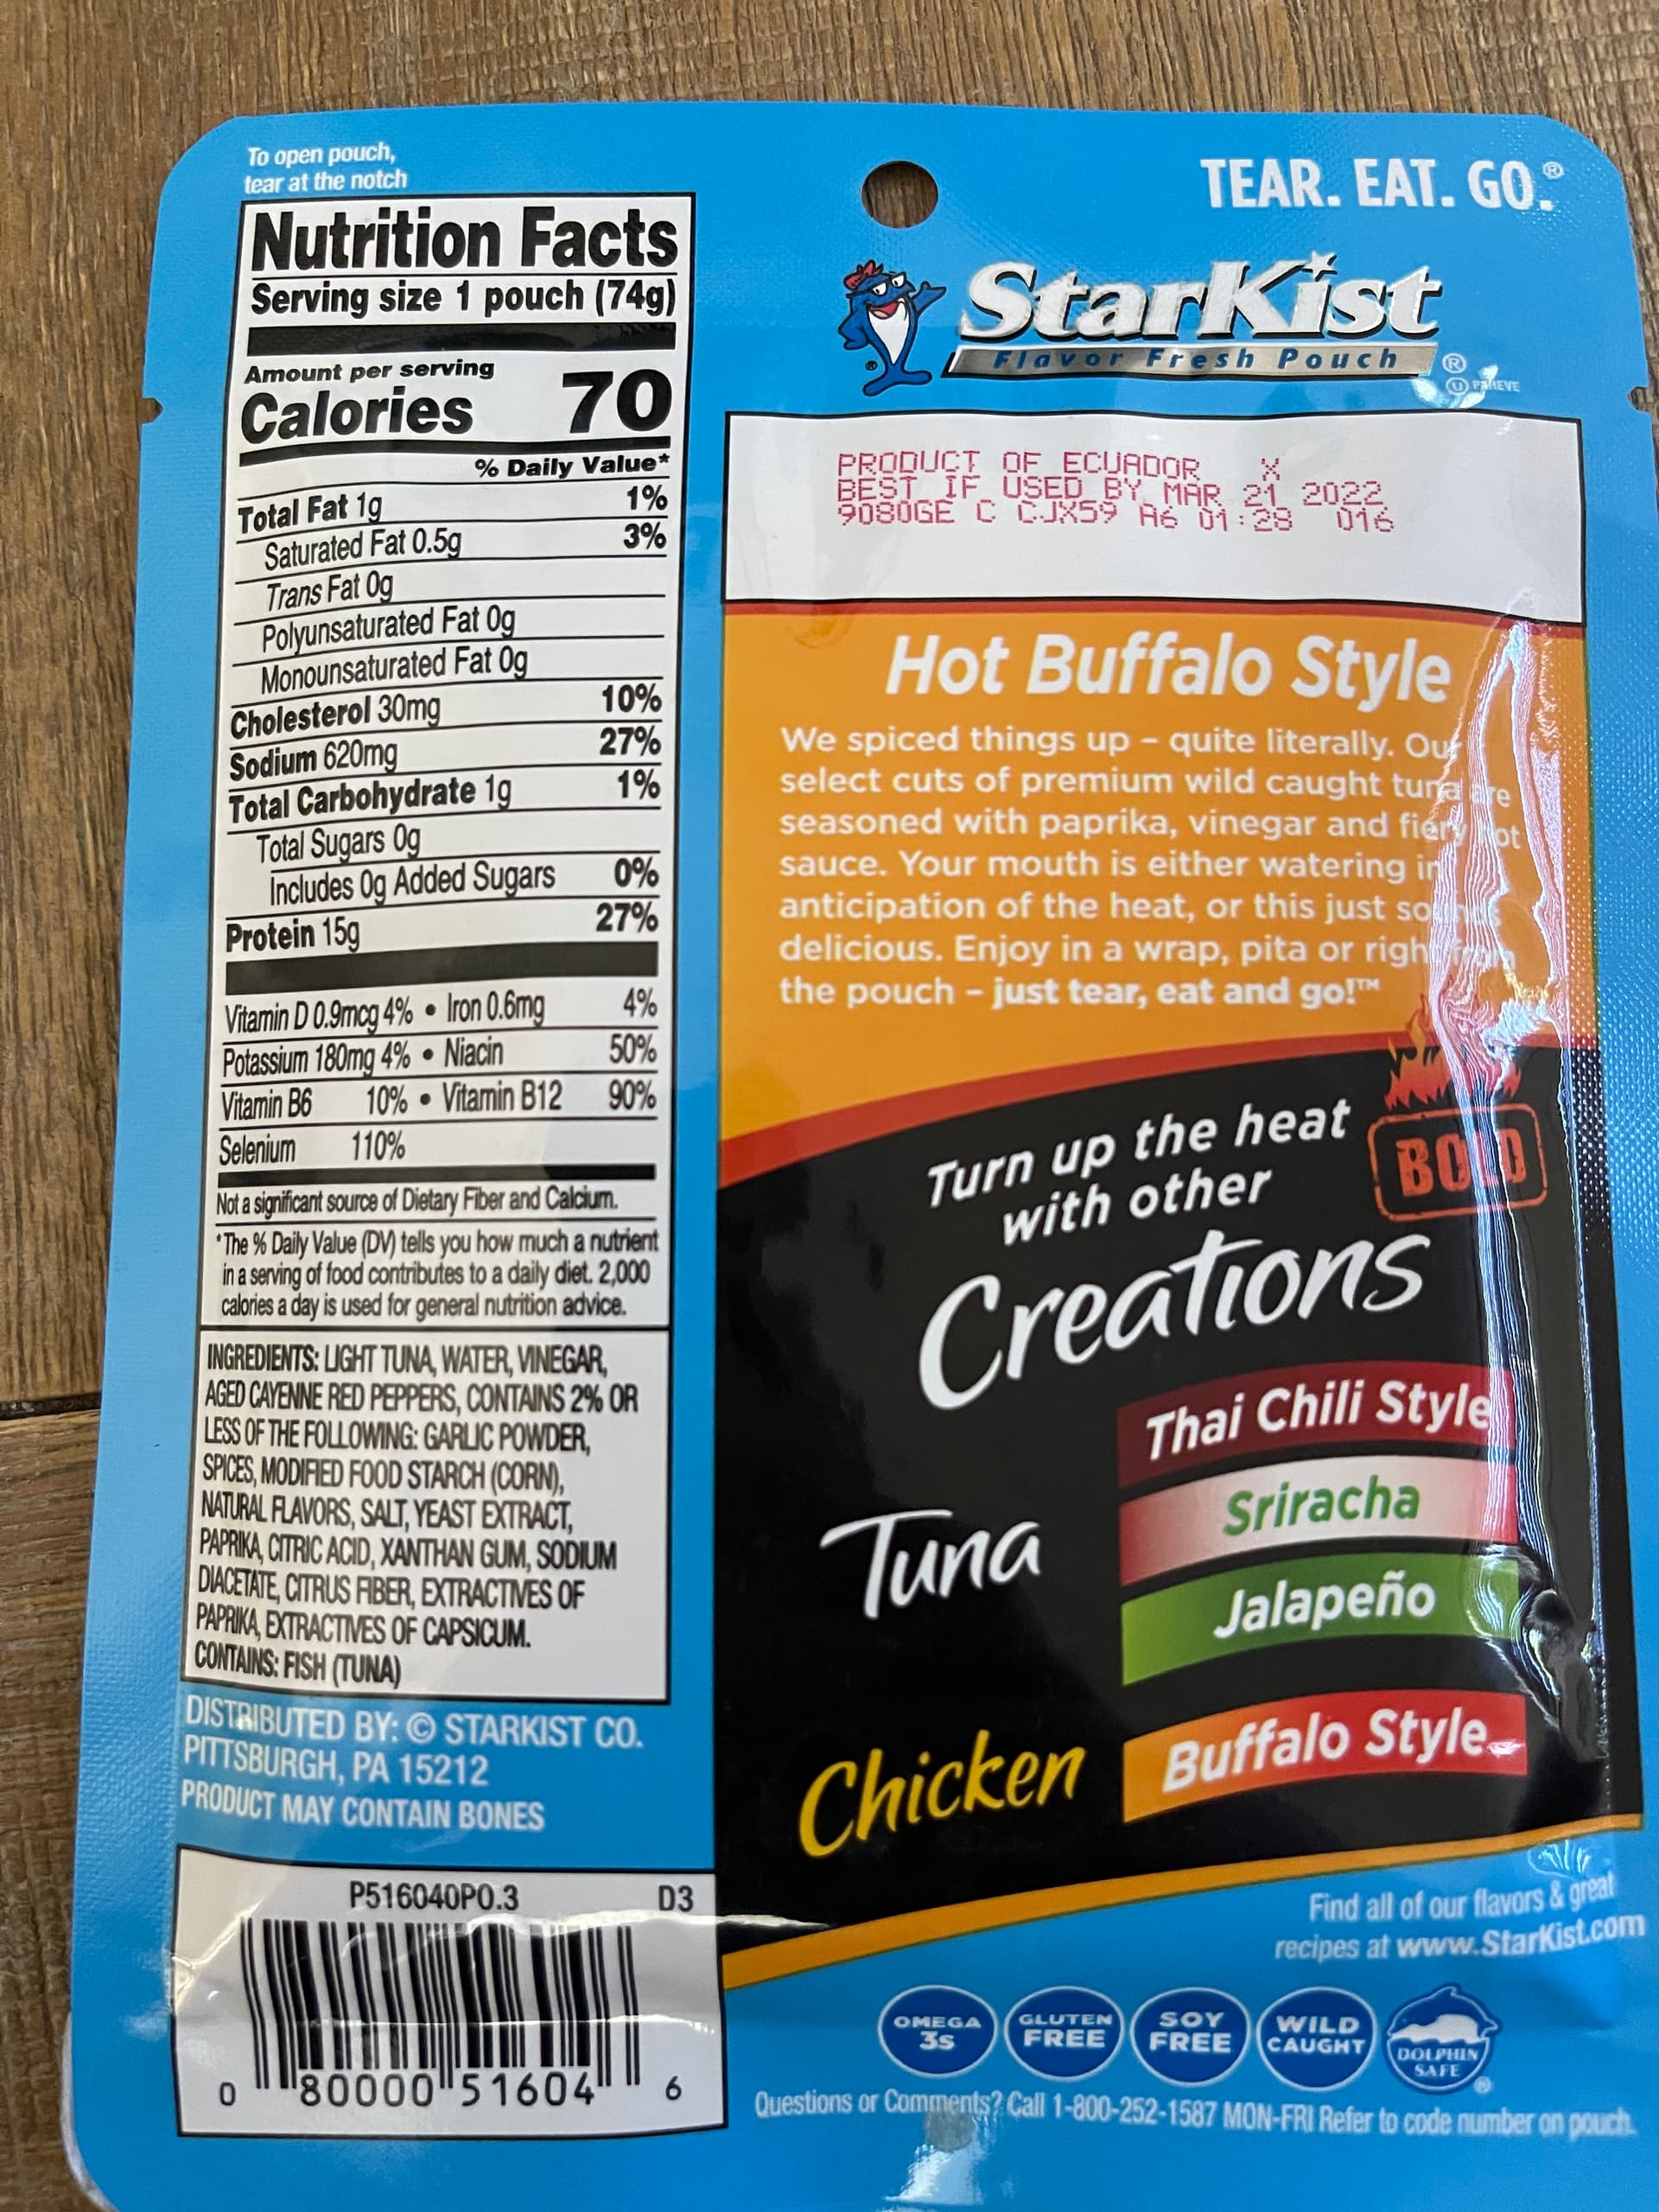 To open pouch,
tear at the notch
Nutrition Facts
Serving size 1 pouch (74g)
Amount per serving
Calories 70
% Daily Value*
Total Fat 1g 1%
Saturated Fat 0.5g 3%
Trans Fat 0g
Polyunsaturated Fat 0g
Monounsaturated Fat 0g
Cholesterol 30mg 10%
Sodium 620mg 27%
Total Carbohydrate 1g 1%
Total Sugars 0g
Includes 0g Added Sugars 0%
Protein 15g 27%
Vitamin D 0.9mcg 4% • Iron 0.6mg 4%
Potassium 180mg 4% • Niacin 50%
Vitamin B6 10% • Vitamin B12 90%
Selenium 110%
Not a significant source of Dietary Fiber and Calcium.
*The % Daily Value (DV) tells you how much a nutrient
in a serving of food contributes to a daily diet. 2,000
calories a day is used for general nutrition advice.
INGREDIENTS: LIGHT TUNA, WATER, VINEGAR,
AGED CAYENNE RED PEPPERS, CONTAINS 2% OR
LESS OF THE FOLLOWING: GARLIC POWDER,
SPICES, MODIFIED FOOD STARCH (CORN),
NATURAL FLAVORS, SALT, YEAST EXTRACT,
PAPRIKA, CITRIC ACID, XANTHAN GUM, SODIUM
DIACETATE, CITRUS FIBER, EXTRACTIVES OF
PAPRIKA, EXTRACTIVES OF CAPSICUM.
CONTAINS: FISH (TUNA)
DISTRIBUTED BY: © STARKIST CO.
PITTSBURGH, PA 15212
PRODUCT MAY CONTAIN BONES
P516040PO.3 D3
0 80000 51604 6
TEAR. EAT. GO.®
StarKist
Flavor Fresh Pouch ®
® Ⓤ PAREVE
PRODUCT OF ECUADOR X
BEST IF USED BY MAR 21 2022
9080GE C CJX59 A6 01:28 016
Hot Buffalo Style
We spiced things up – quite literally. Our
select cuts of premium wild caught tuna are
seasoned with paprika, vinegar and fiery hot
sauce. Your mouth is either watering in
anticipation of the heat, or this just sounds
delicious. Enjoy in a wrap, pita or right from
the pouch – just tear, eat and go!™
Turn up the heat
with other
BOLD
Creations
Tuna
Thai Chili Style
Sriracha
Jalapeño
Chicken
Buffalo Style
Find all of our flavors & great
recipes at www.StarKist.com
OMEGA
3s
GLUTEN
FREE
SOY
FREE
WILD
CAUGHT
DOLPHIN
SAFE
®
Questions or Comments? Call 1-800-252-1587 MON-FRI Refer to code number on pouch.